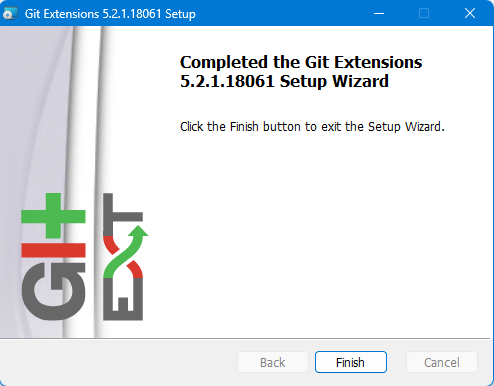 Git Extensions 5.2.1.18061 Setup
Completed the Git Extensions
5.2.1.18061 Setup Wizard
Click the Finish button to exit the Setup Wizard.
GIt
EXT
Back
Finish
Cancel